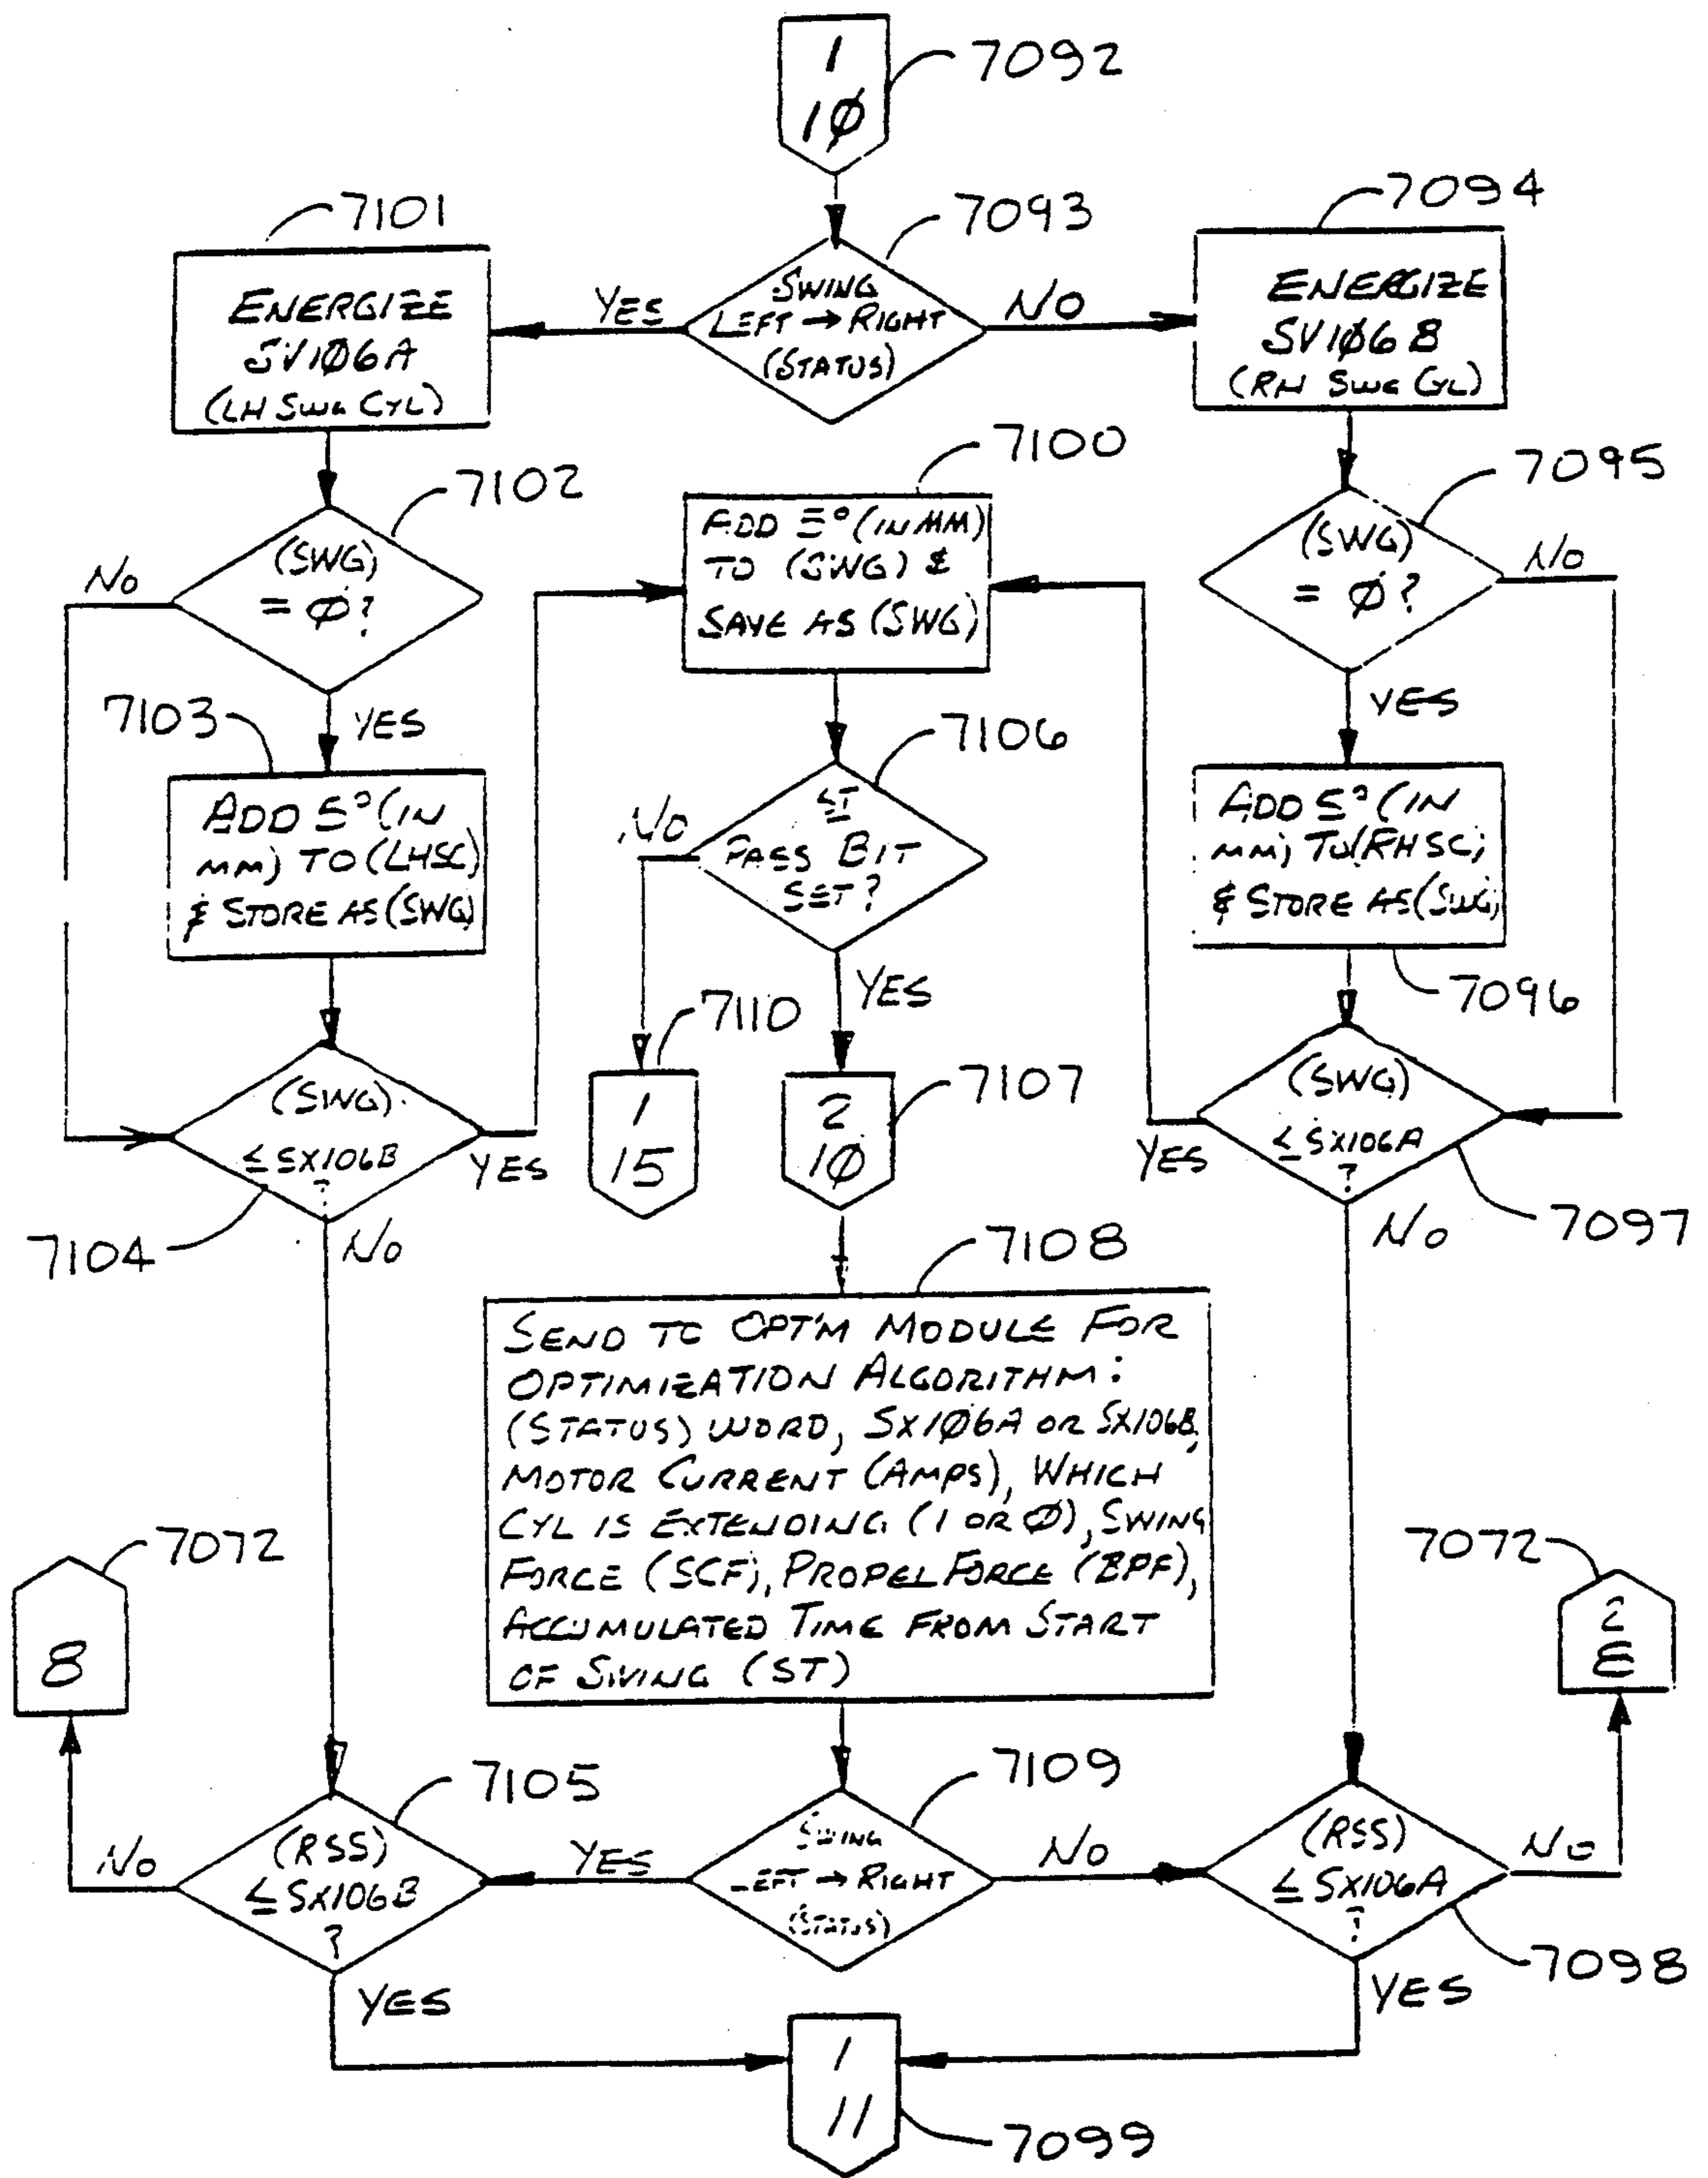 1
1Ø
7092
7101
7093
7094
ENERGIZE
SV1Ø6A
(LH SWG CYL)
YES
SWING
LEFT → RIGHT
(STATUS)
NO
ENERGIZE
SV1Ø6B
(RH SWG CYL)
7102
7100
7095
(SWG)
= Ø?
NO
YES
ADD 5° (IN MM)
TO (SWG) &
SAVE AS (SWG)
(SWG)
= Ø?
NO
YES
7103
7106
ADD 5° (IN
MM) TO (LHSC)
& STORE AS (SWG)
NO
ST
PASS BIT
SET?
YES
ADD 5° (IN
MM) TO (RHSC)
& STORE AS (SWG)
7096
7110
7107
(SWG)
≤ SX106B
?
YES
NO
7104
1
15
2
1Ø
(SWG)
≤ SX106A
?
YES
NO
7097
7108
SEND TO OPT'M MODULE FOR
OPTIMIZATION ALGORITHM:
(STATUS) WORD, SX1Ø6A OR SX106B,
MOTOR CURRENT (AMPS), WHICH
CYL IS EXTENDING (1 OR Ø), SWING
FORCE (SCF), PROPEL FORCE (BPF),
ACCUMULATED TIME FROM START
OF SWING (ST)
7072
8
7072
2
8
7105
7109
(RSS)
≤ SX106B
?
NO
YES
YES
SWING
LEFT → RIGHT
(STATUS)
NO
(RSS)
≤ SX106A
?
NO
YES
7098
1
11
7099